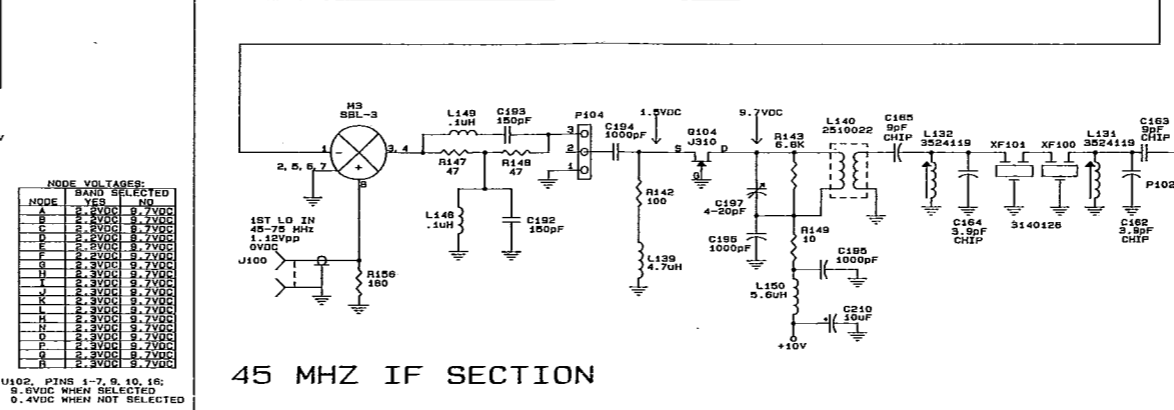 NODE VOLTAGES:
BAND SELECTED
NODE YES NO
A 2.2VDC 9.7VDC
B 2.2VDC 9.7VDC
C 2.2VDC 9.7VDC
D 2.2VDC 9.7VDC
E 2.2VDC 9.7VDC
F 2.2VDC 9.7VDC
G 2.3VDC 9.7VDC
H 2.3VDC 9.7VDC
I 2.3VDC 9.7VDC
J 2.3VDC 9.7VDC
K 2.3VDC 9.7VDC
L 2.3VDC 9.7VDC
M 2.3VDC 9.7VDC
N 2.3VDC 9.7VDC
O 2.3VDC 9.7VDC
P 2.3VDC 9.7VDC
Q 2.3VDC 9.7VDC
R 2.3VDC 9.7VDC
U102, PINS 1-7, 9, 10, 16;
9.6VDC WHEN SELECTED
0.4VDC WHEN NOT SELECTED
M3
SBL-3
1
3, 4
2, 5, 6, 7
8
1ST LO IN
45-75 MHz
1.12Vpp
0VDC
J100
R156
180
L149
.1uH
C193
150pF
R147
47
R148
47
L148
.1uH
C192
150pF
P104
3
2
1
C194
1000pF
1.5VDC
R142
100
L139
4.7uH
Q104
J310
S D
G
9.7VDC
C197
4-20pF
C196
1000pF
R143
6.8K
R149
10
C195
1000pF
L150
5.6uH
C210
10uF
+10V
L140
2510022
C165
9pF
CHIP
L132
3524119
C164
3.9pF
CHIP
XF101 XF100
3140126
L131
3524119
C163
9pF
CHIP
P102
C162
3.9pF
CHIP
45 MHZ IF SECTION